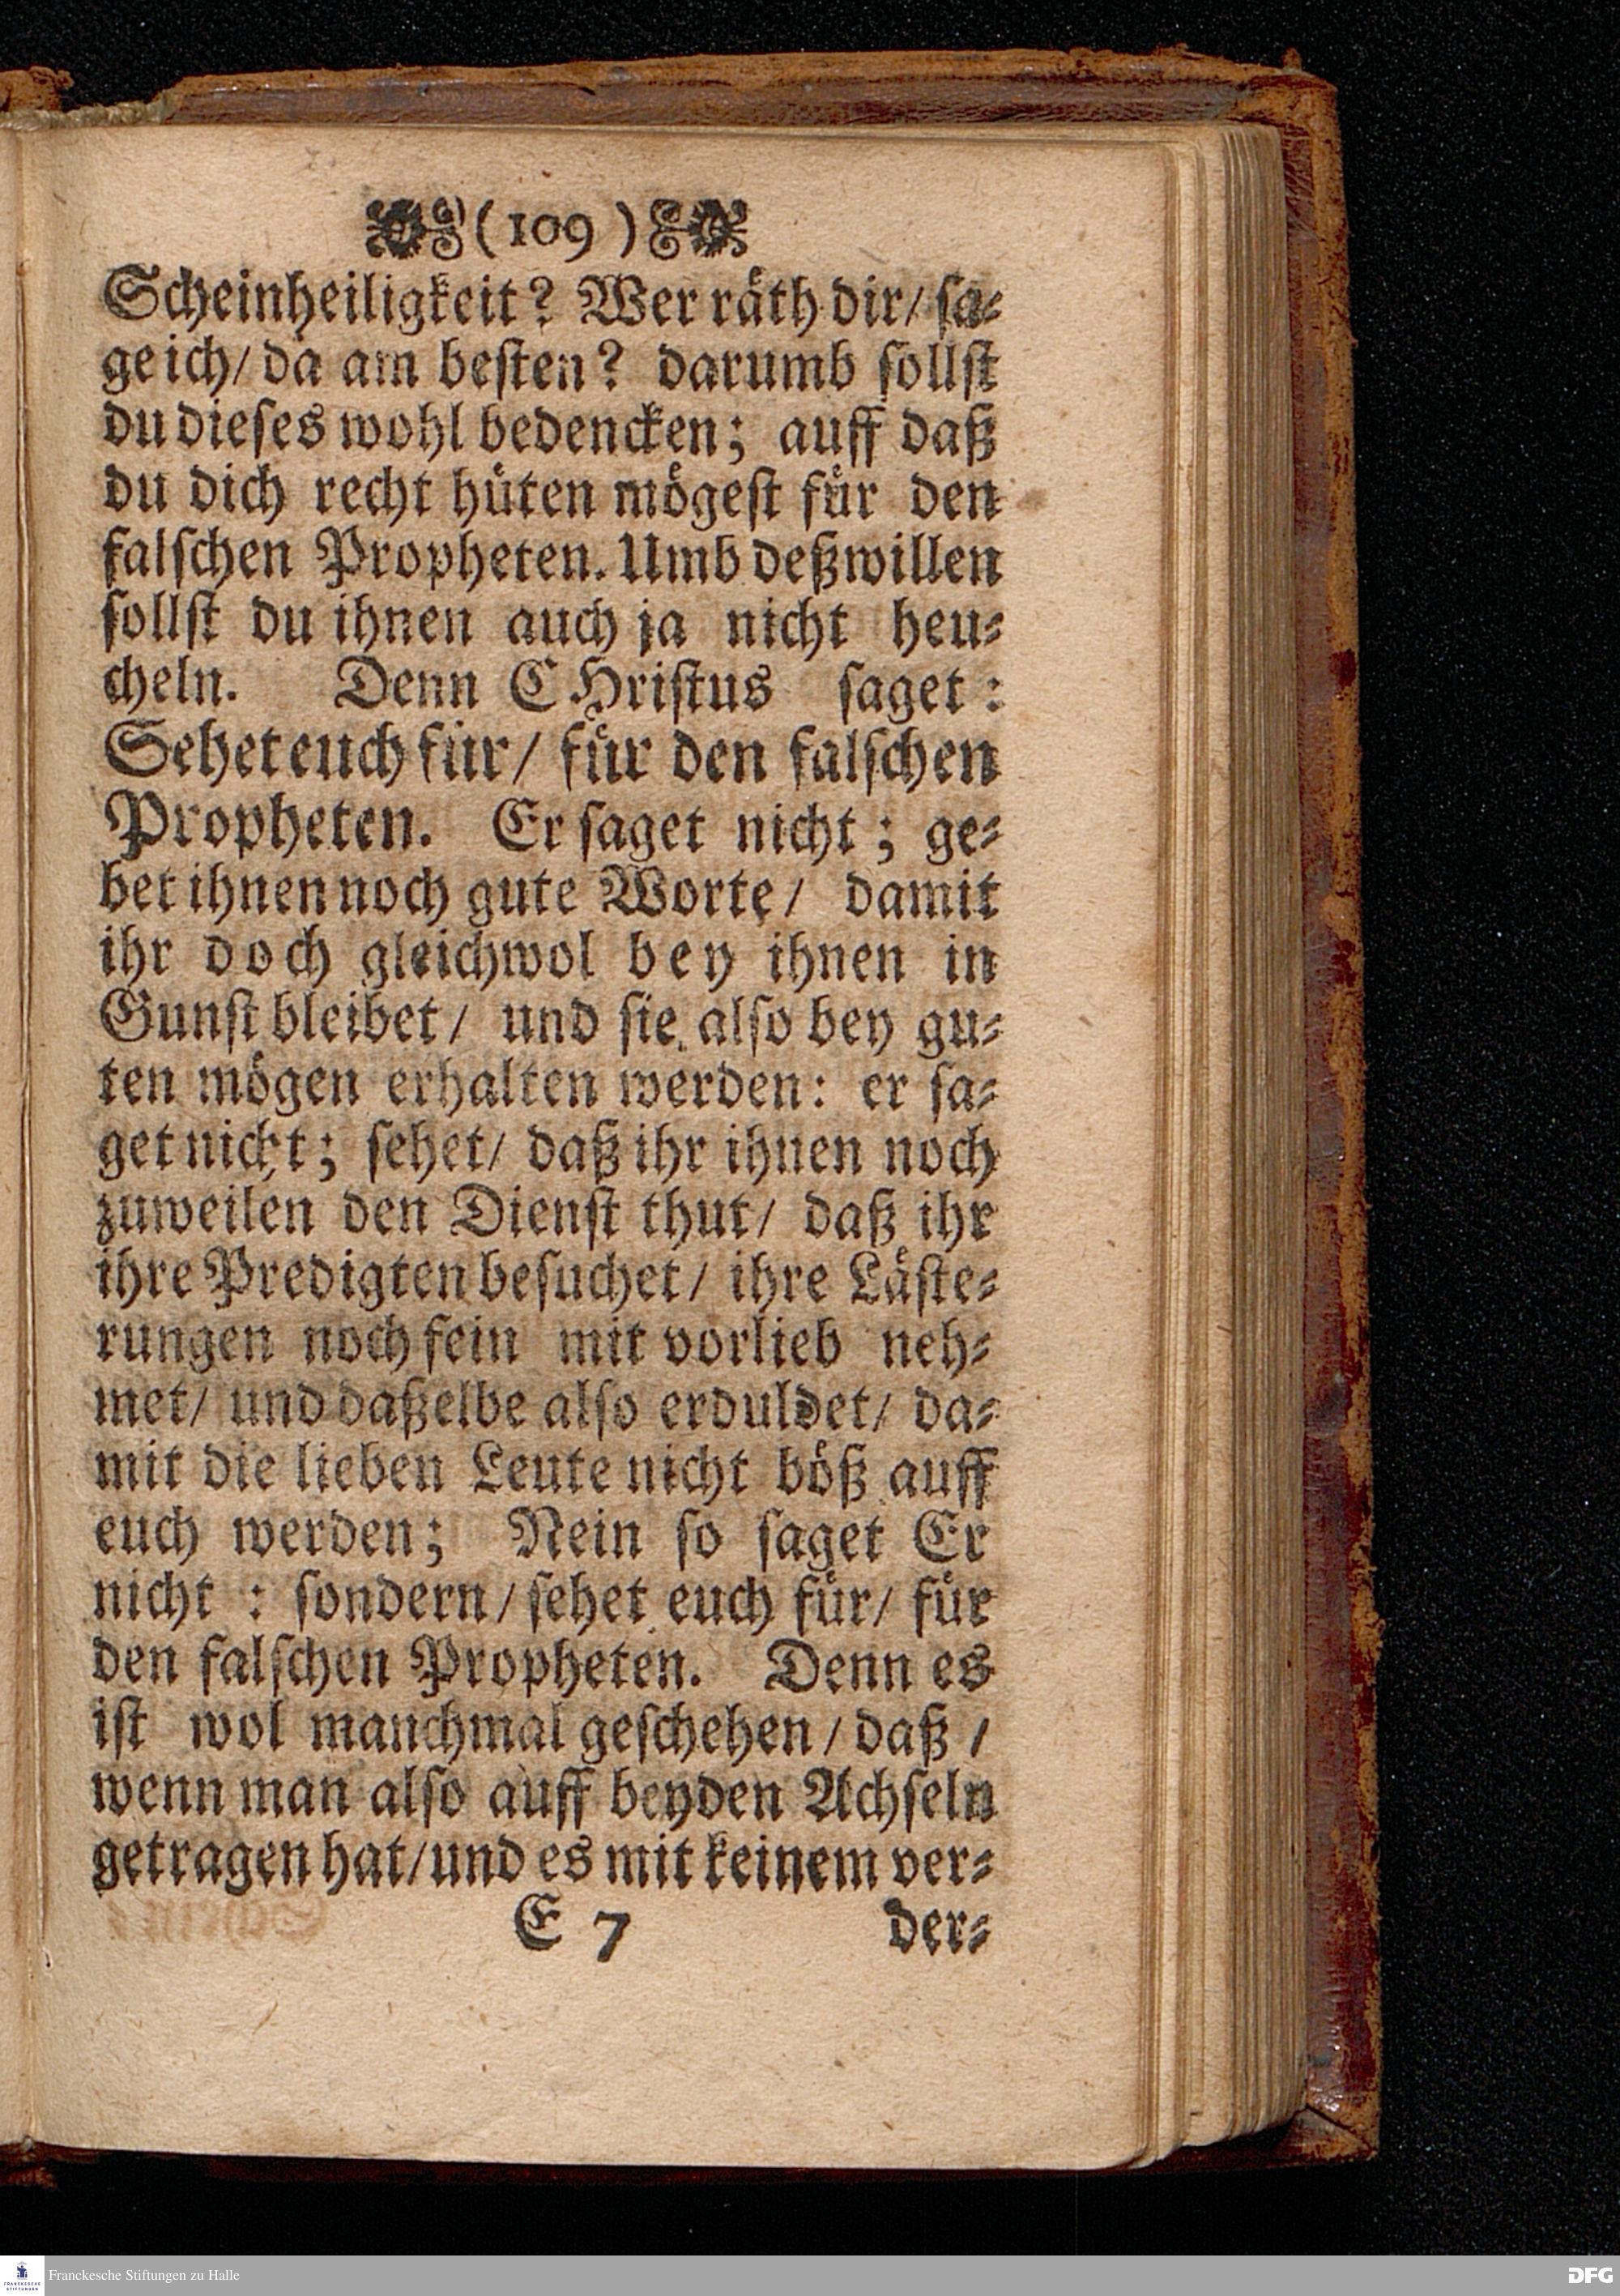 ( 109 )
Scheinheiligkeit? Wer räth dir/ sa-
ge ich/ da am besten? darumb sollst
du dieses wohl bedencken; auff daß
du dich recht hüten mögest für den
falschen Propheten. Umb deßwillen
sollst du ihnen auch ja nicht heu-
cheln. Denn CHristus saget:
Sehet euch für/ für den falschen
Propheten. Er saget nicht; ge-
bet ihnen noch gute Worte/ damit
ihr doch gleichwol bey ihnen in
Gunst bleibet/ und sie also bey gu-
ten mögen erhalten werden: er sa-
get nicht; sehet/ daß ihr ihnen noch
zuweilen den Dienst thut/ daß ihr
ihre Predigten besuchet/ ihre Läste-
rungen noch fein mit vorlieb neh-
met/ und daßelbe also erduldet/ da-
mit die lieben Leute nicht böß auff
euch werden; Nein so saget Er
nicht: sondern/ sehet euch für/ für
den falschen Propheten. Denn es
ist wol manchmal geschehen/ daß/
wenn man also auff beyden Achseln
getragen hat/ und es mit keinem ver-
E 7 der-
Franckesche Stiftungen zu Halle
DFG